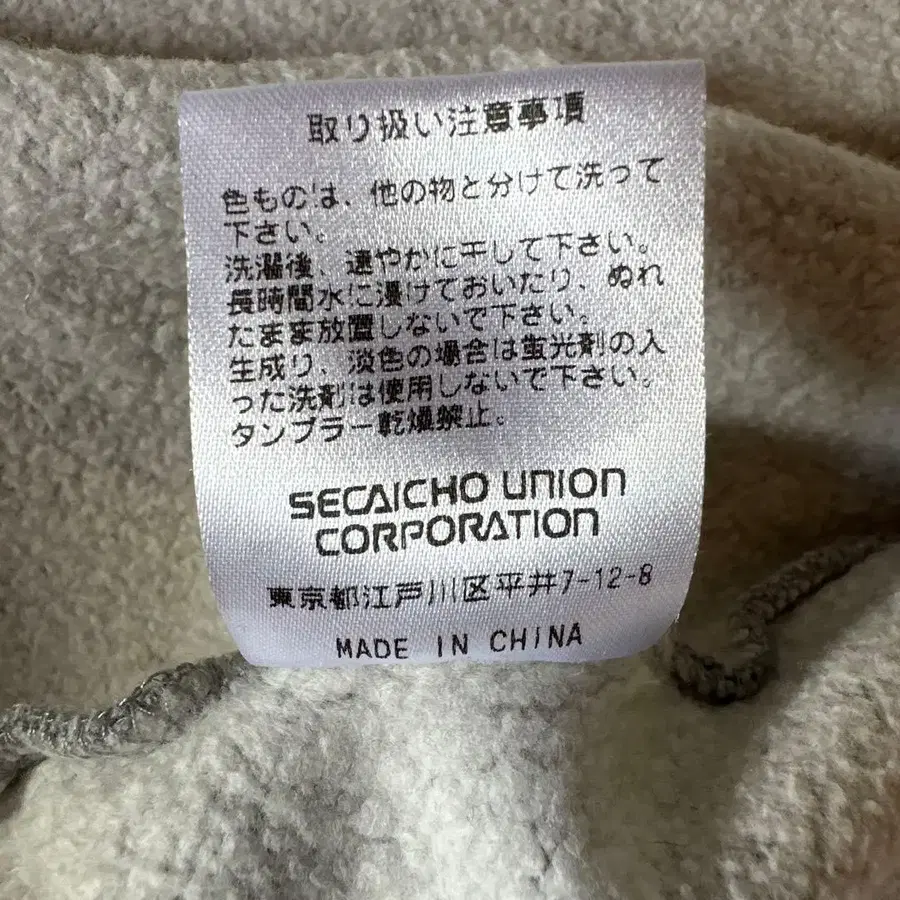 取り扱い注意事項
色ものは、他の物と分けて洗って
下さい。
洗濯後、速やかに干して下さい。
長時間水に浸けておいたり、ぬれ
たまま放置しないで下さい。
生成り、淡色の場合は蛍光剤の入
った洗剤は使用しないで下さい。
タンブラー乾燥禁止。
SECAICHO UNION
CORPORATION
東京都江戸川区平井7-12-8
MADE IN CHINA